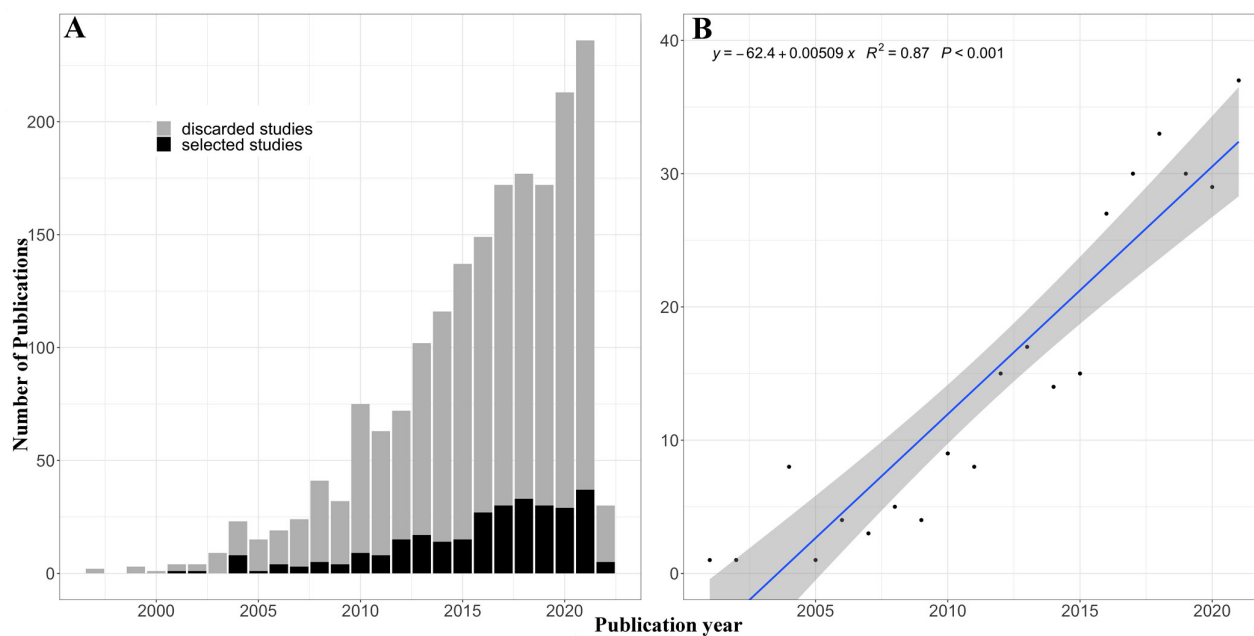 A
discarded studies
selected studies
Number of Publications
200
150
100
50
0
2000
2005
2010
2015
2020
B
y = −62.4 + 0.00509 x R² = 0.87 P < 0.001
40
30
20
10
0
2005
2010
2015
2020
Publication year